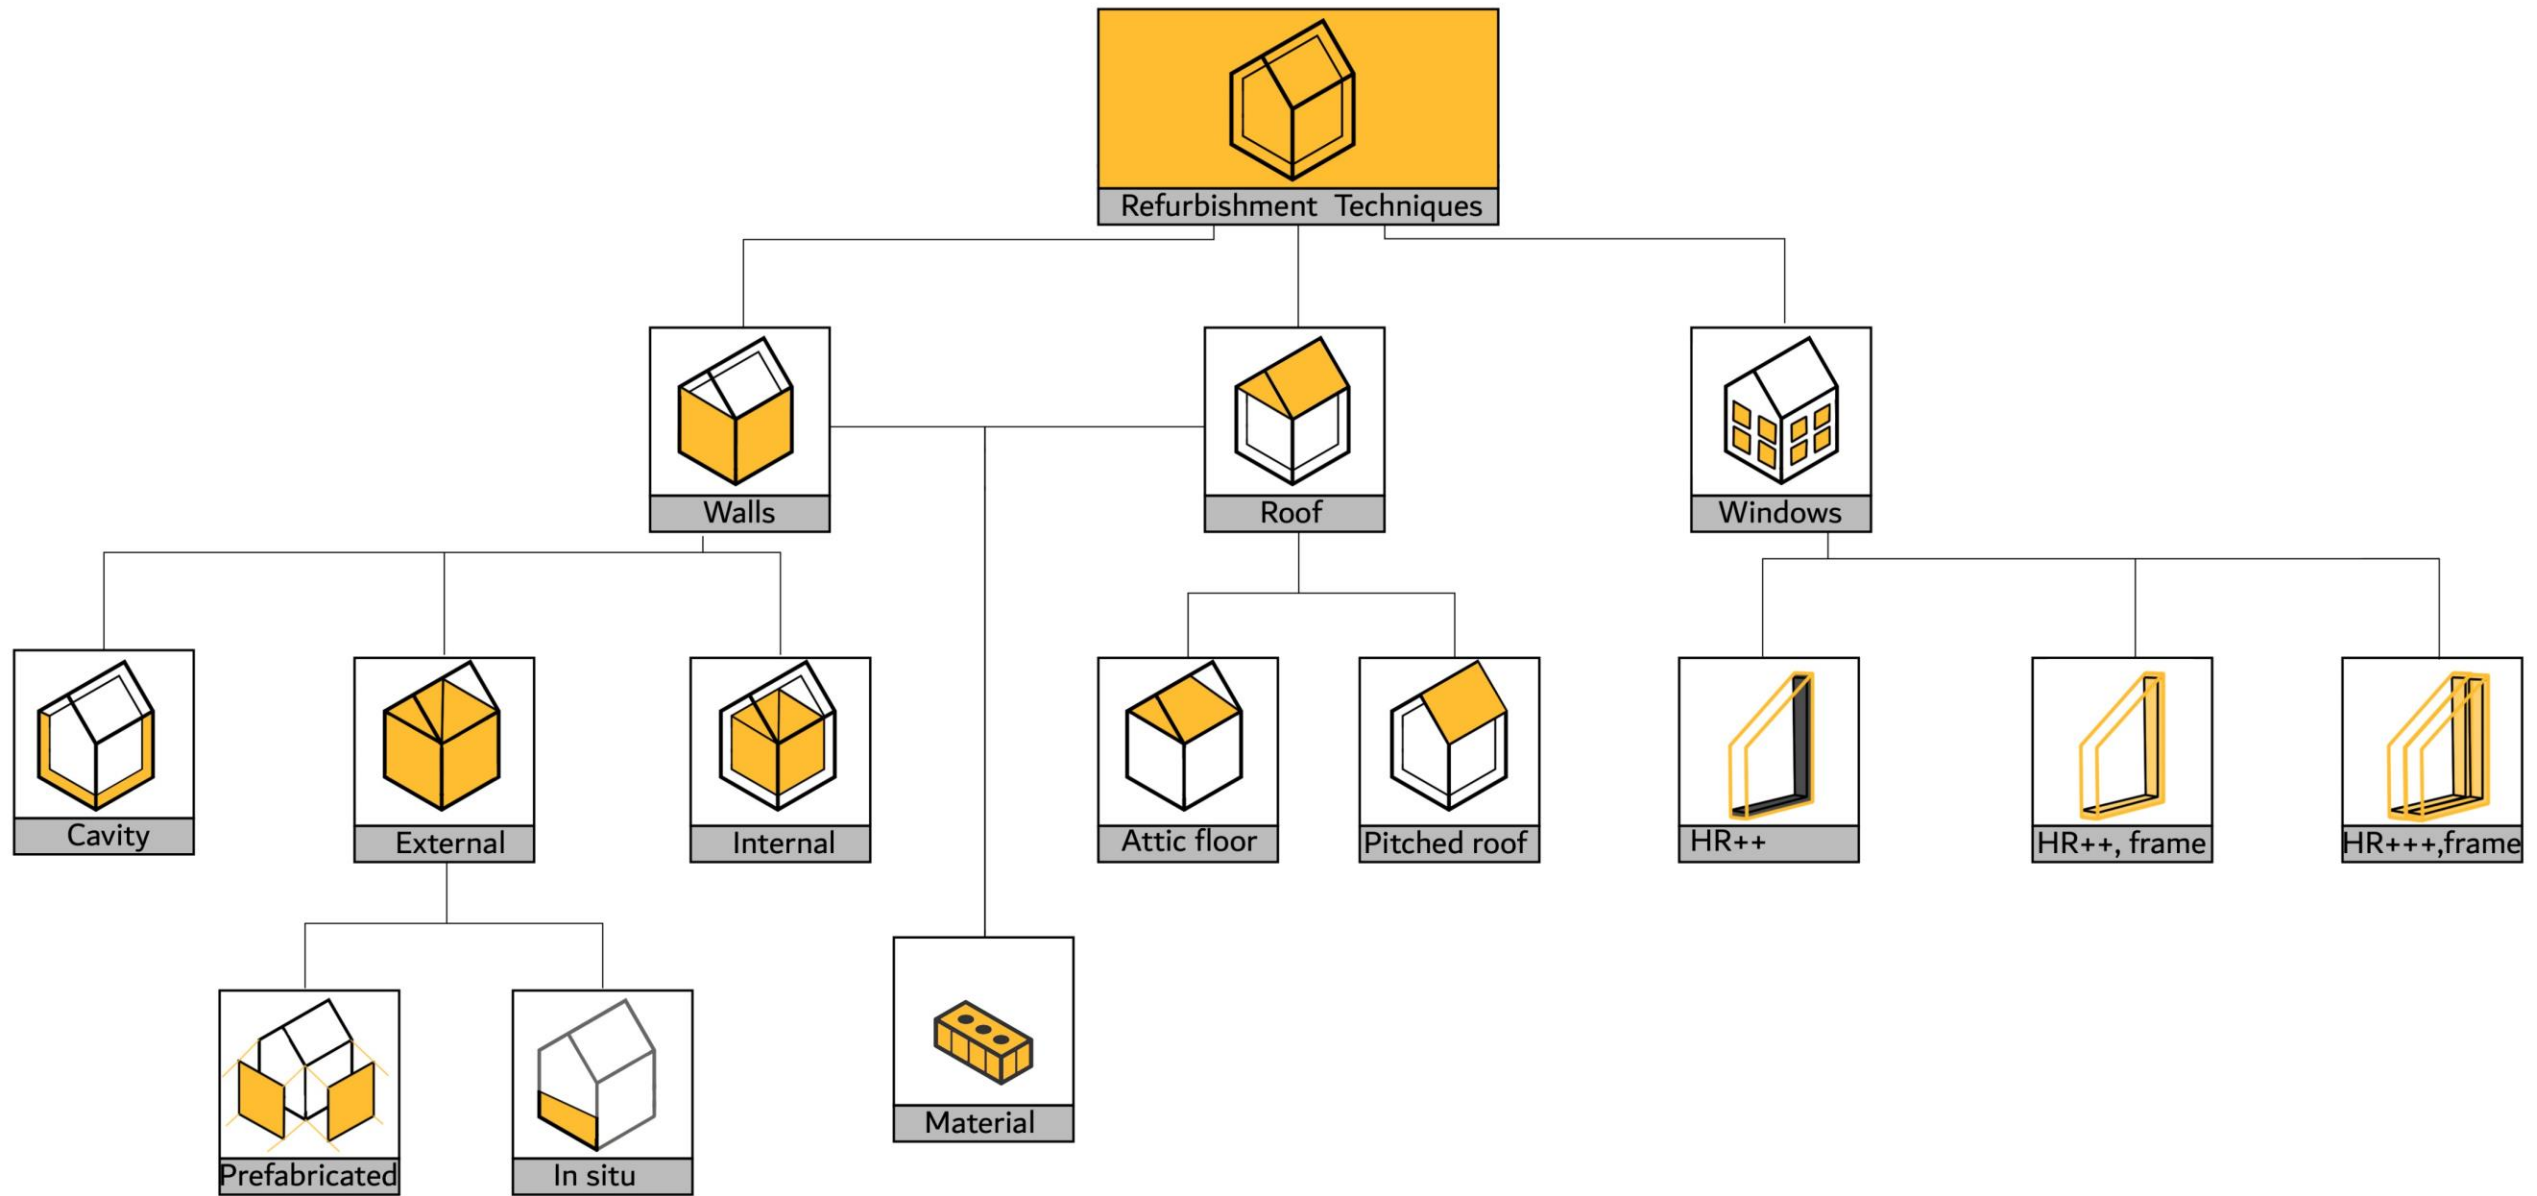 Refurbishment Techniques
Walls
Roof
Windows
Cavity
External
Internal
Attic floor
Pitched roof
HR++
HR++, frame
HR+++,frame
Prefabricated
In situ
Material